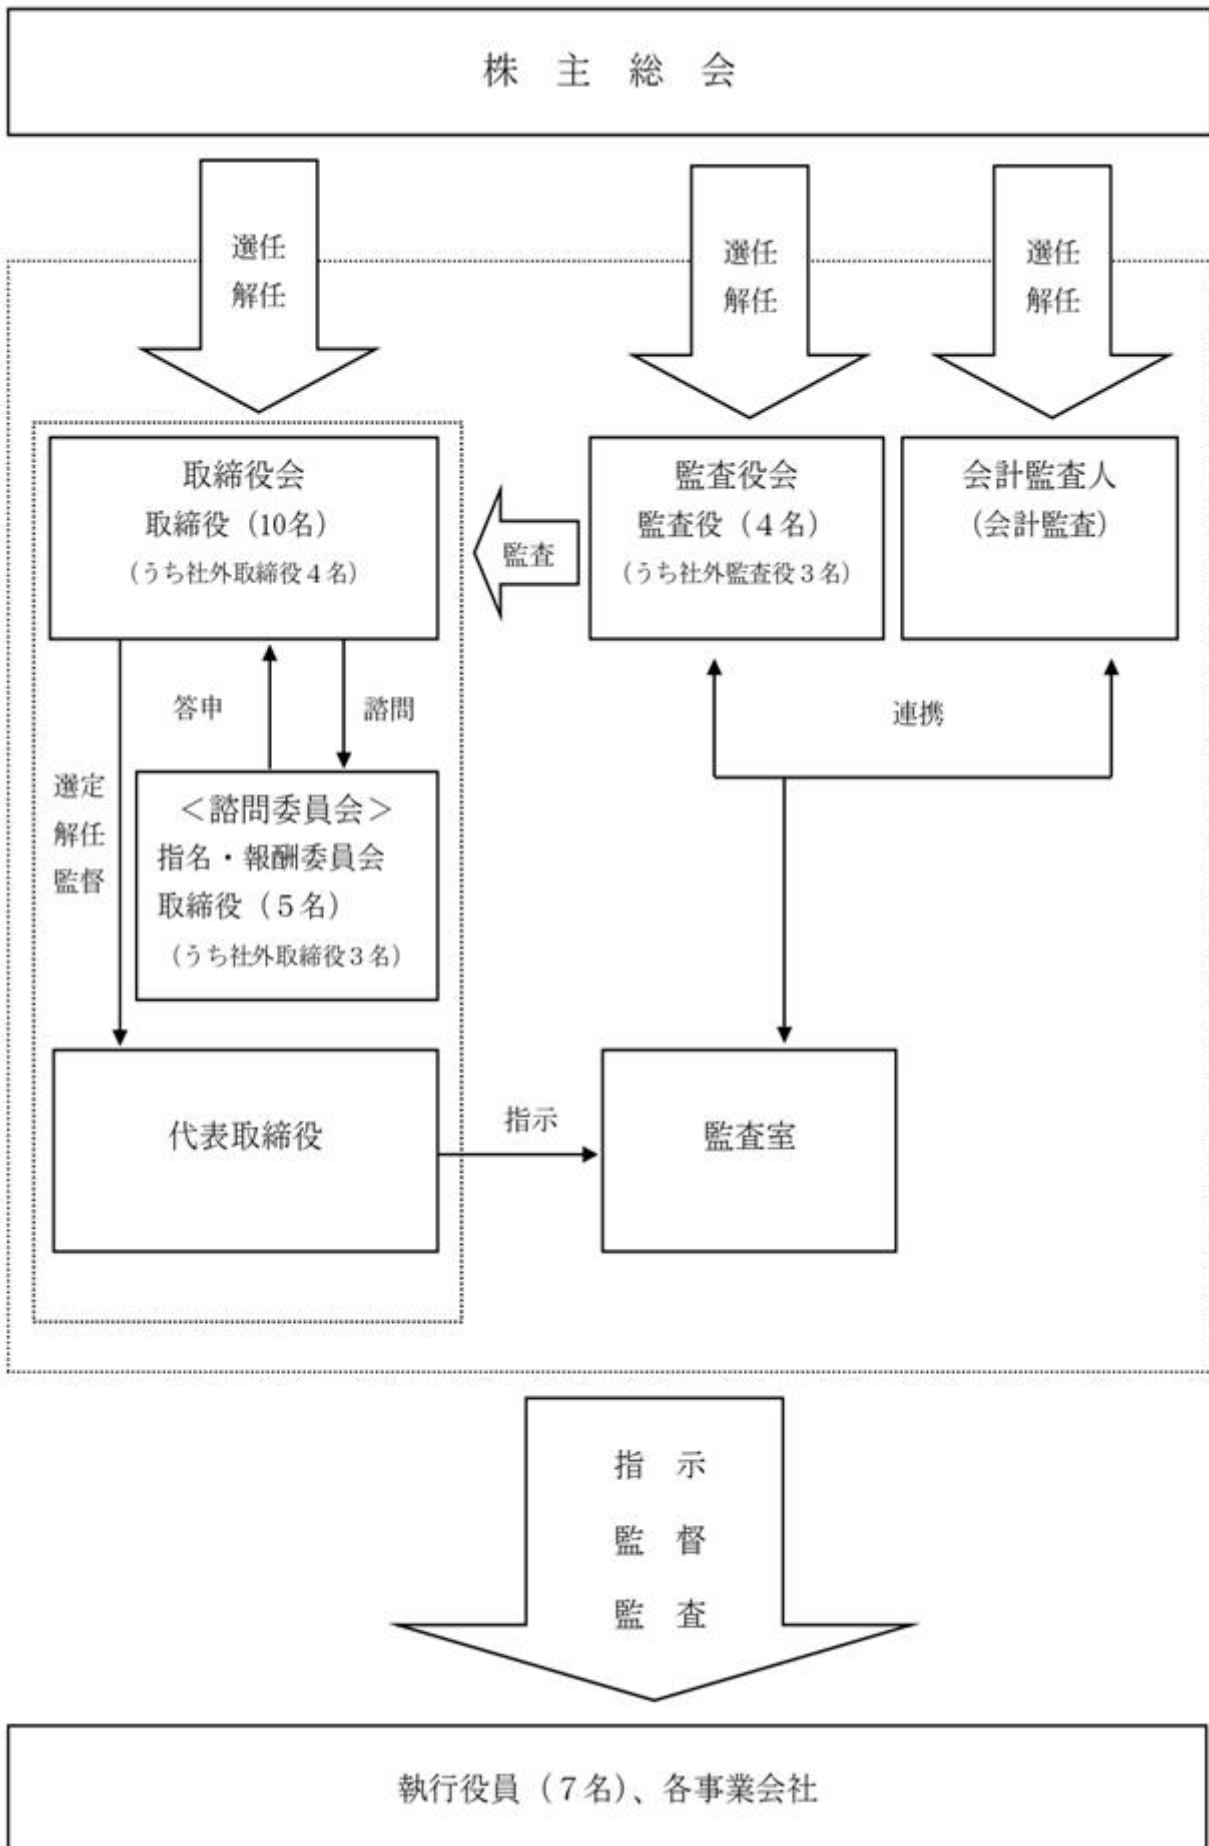 株 主 総 会
選任
解任
選任
解任
選任
解任
取締役会
取締役（10名）
（うち社外取締役４名）
監査
監査役会
監査役（４名）
（うち社外監査役３名）
会計監査人
（会計監査）
答申
諮問
連携
選定
解任
監督
＜諮問委員会＞
指名・報酬委員会
取締役（５名）
（うち社外取締役３名）
代表取締役
指示
監査室
指 示
監 督
監 査
執行役員（７名）、各事業会社